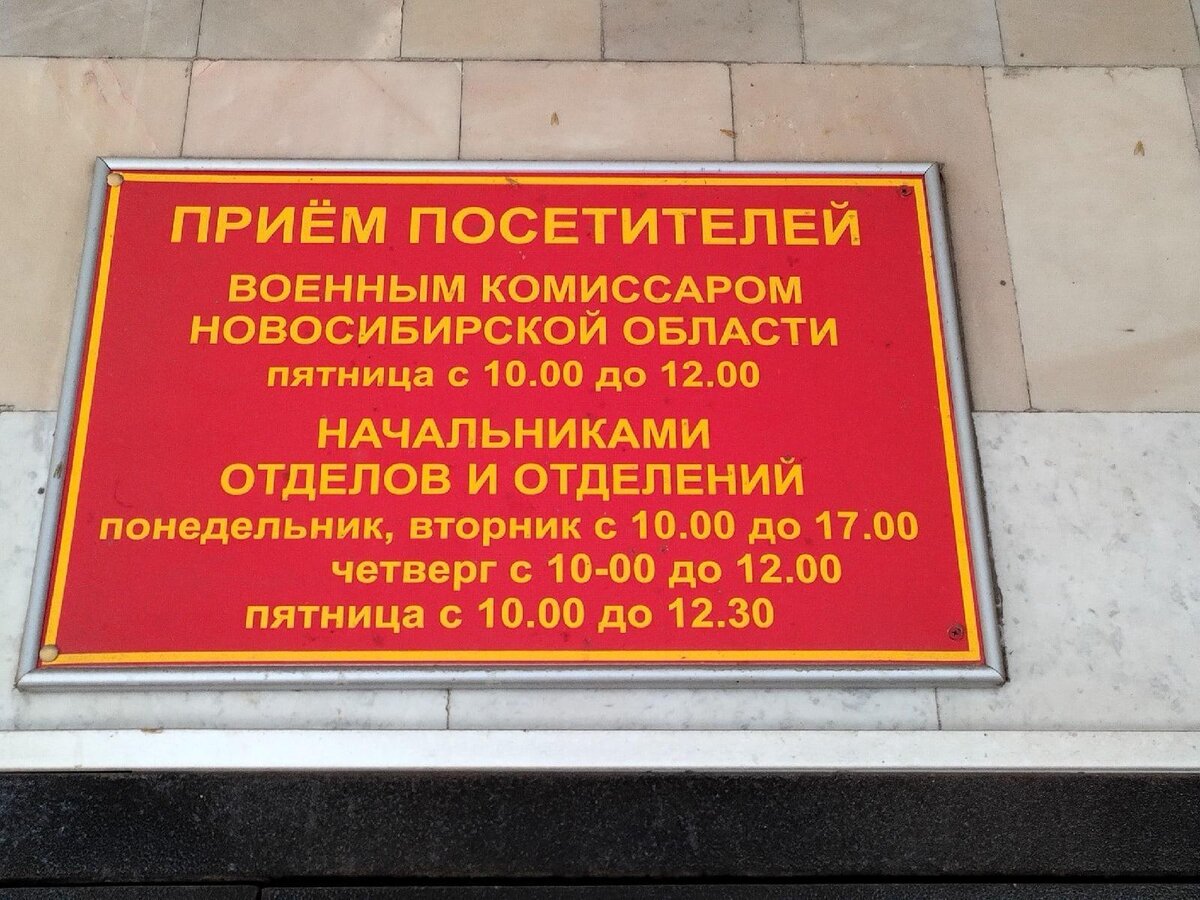 ПРИЁМ ПОСЕТИТЕЛЕЙ
ВОЕННЫМ КОМИССАРОМ
НОВОСИБИРСКОЙ ОБЛАСТИ
пятница с 10.00 до 12.00
НАЧАЛЬНИКАМИ
ОТДЕЛОВ И ОТДЕЛЕНИЙ
понедельник, вторник с 10.00 до 17.00
четверг с 10-00 до 12.00
пятница с 10.00 до 12.30